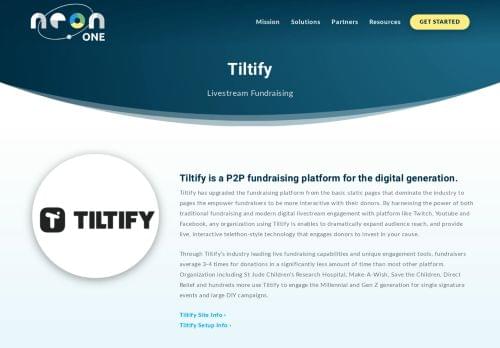 neon
ONE
Mission Solutions Partners Resources GET STARTED
Tiltify
Livestream Fundraising
TILTIFY
Tiltify is a P2P fundraising platform for the digital generation.
Tiltify has upgraded the fundraising platform from the basic static pages that dominate the industry to
pages the empower fundraisers to be more interactive with their donors. By harnessing the power of both
traditional fundraising and modern digital livestream engagement with platform like Twitch, Youtube and
Facebook, any organization using Tiltify is enables to dramatically expand audience reach, and provide
live, interactive telethon-style technology that engages donors to invest in your cause.
Through Tiltify's industry leading live fundraising capabilities and unique engagement tools, fundraisers
average 3-4 times for donations in a significantly less amount of time than most other platform.
Organization including St Jude Children's Research Hospital, Make-A-Wish, Save the Children, Direct
Relief and hundreds more use Tiltify to engage the Millennial and Gen Z generation for single signature
events and large DIY campaigns.
Tiltify Site Info ›
Tiltify Setup Info ›